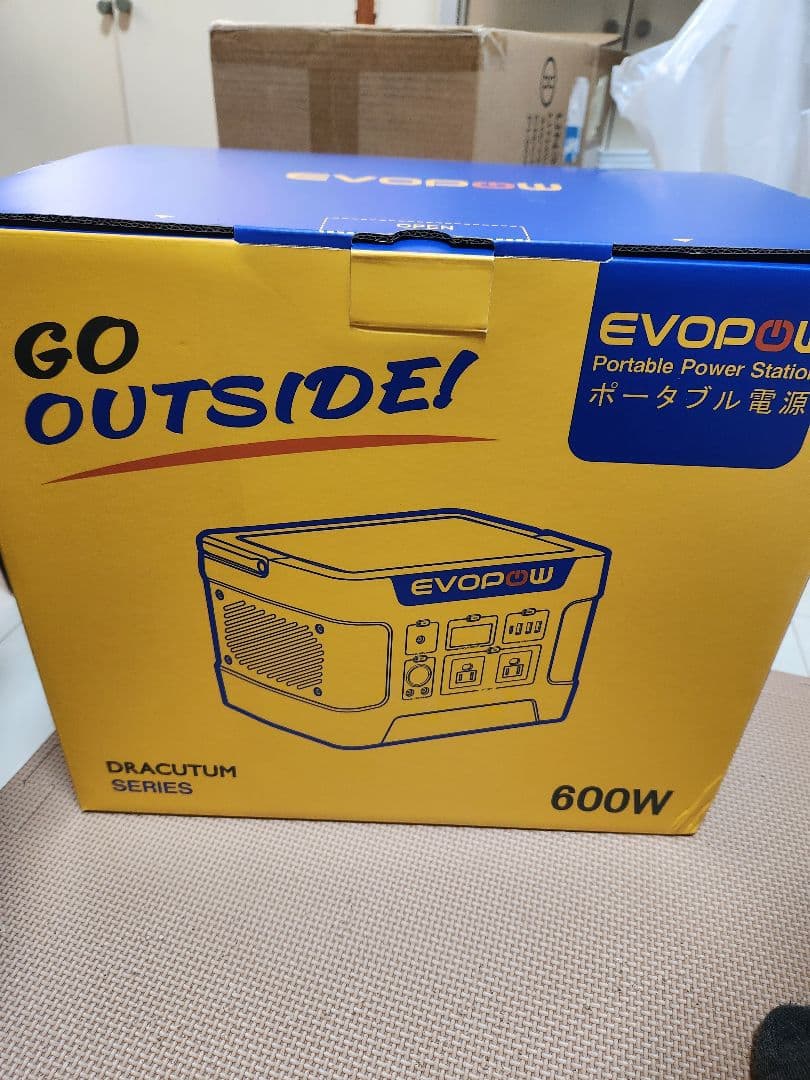 EVOPOW
OPEN
GO
OUTSIDE!
EVOPOW
Portable Power Station
ポータブル電源
EVOPOW
DRACUTUM
SERIES
600W